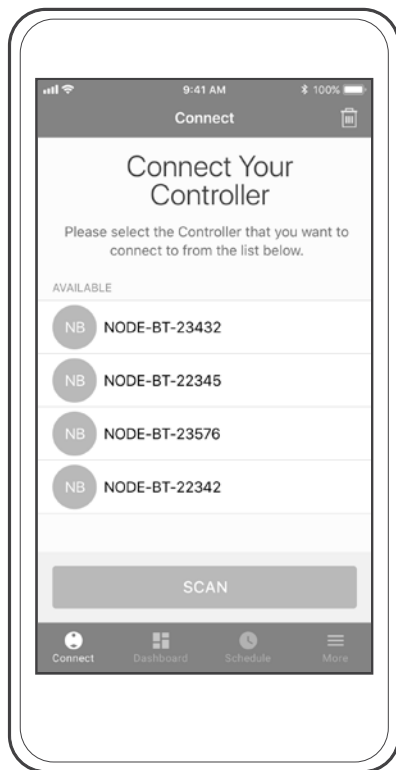 9:41 AM
100%
Connect
Connect Your
Controller
Please select the Controller that you want to
connect to from the list below.
AVAILABLE
NB NODE-BT-23432
NB NODE-BT-22345
NB NODE-BT-23576
NB NODE-BT-22342
SCAN
Connect Dashboard Schedule More